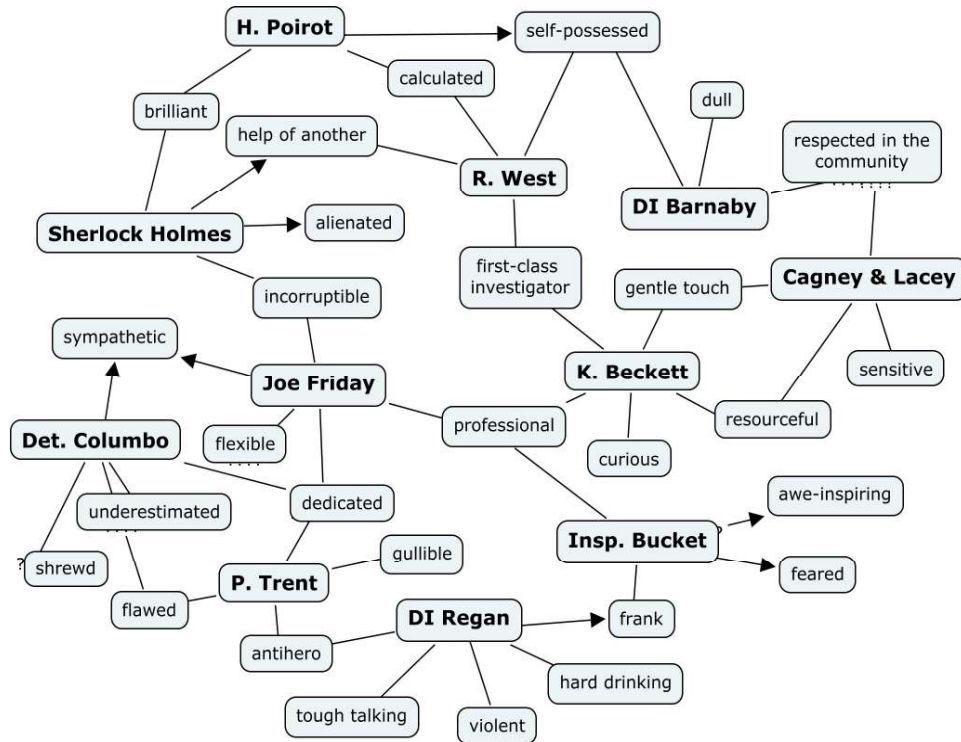 H. Poirot
self-possessed
calculated
dull
brilliant
help of another
respected in the
community
R. West
DI Barnaby
alienated
Sherlock Holmes
first-class
investigator
gentle touch
Cagney & Lacey
incorruptible
sympathetic
sensitive
Joe Friday
K. Beckett
professional
resourceful
Det. Columbo
flexible
curious
awe-inspiring
dedicated
underestimated
?
Insp. Bucket
gullible
? shrewd
feared
P. Trent
flawed
DI Regan
frank
antihero
hard drinking
tough talking
violent